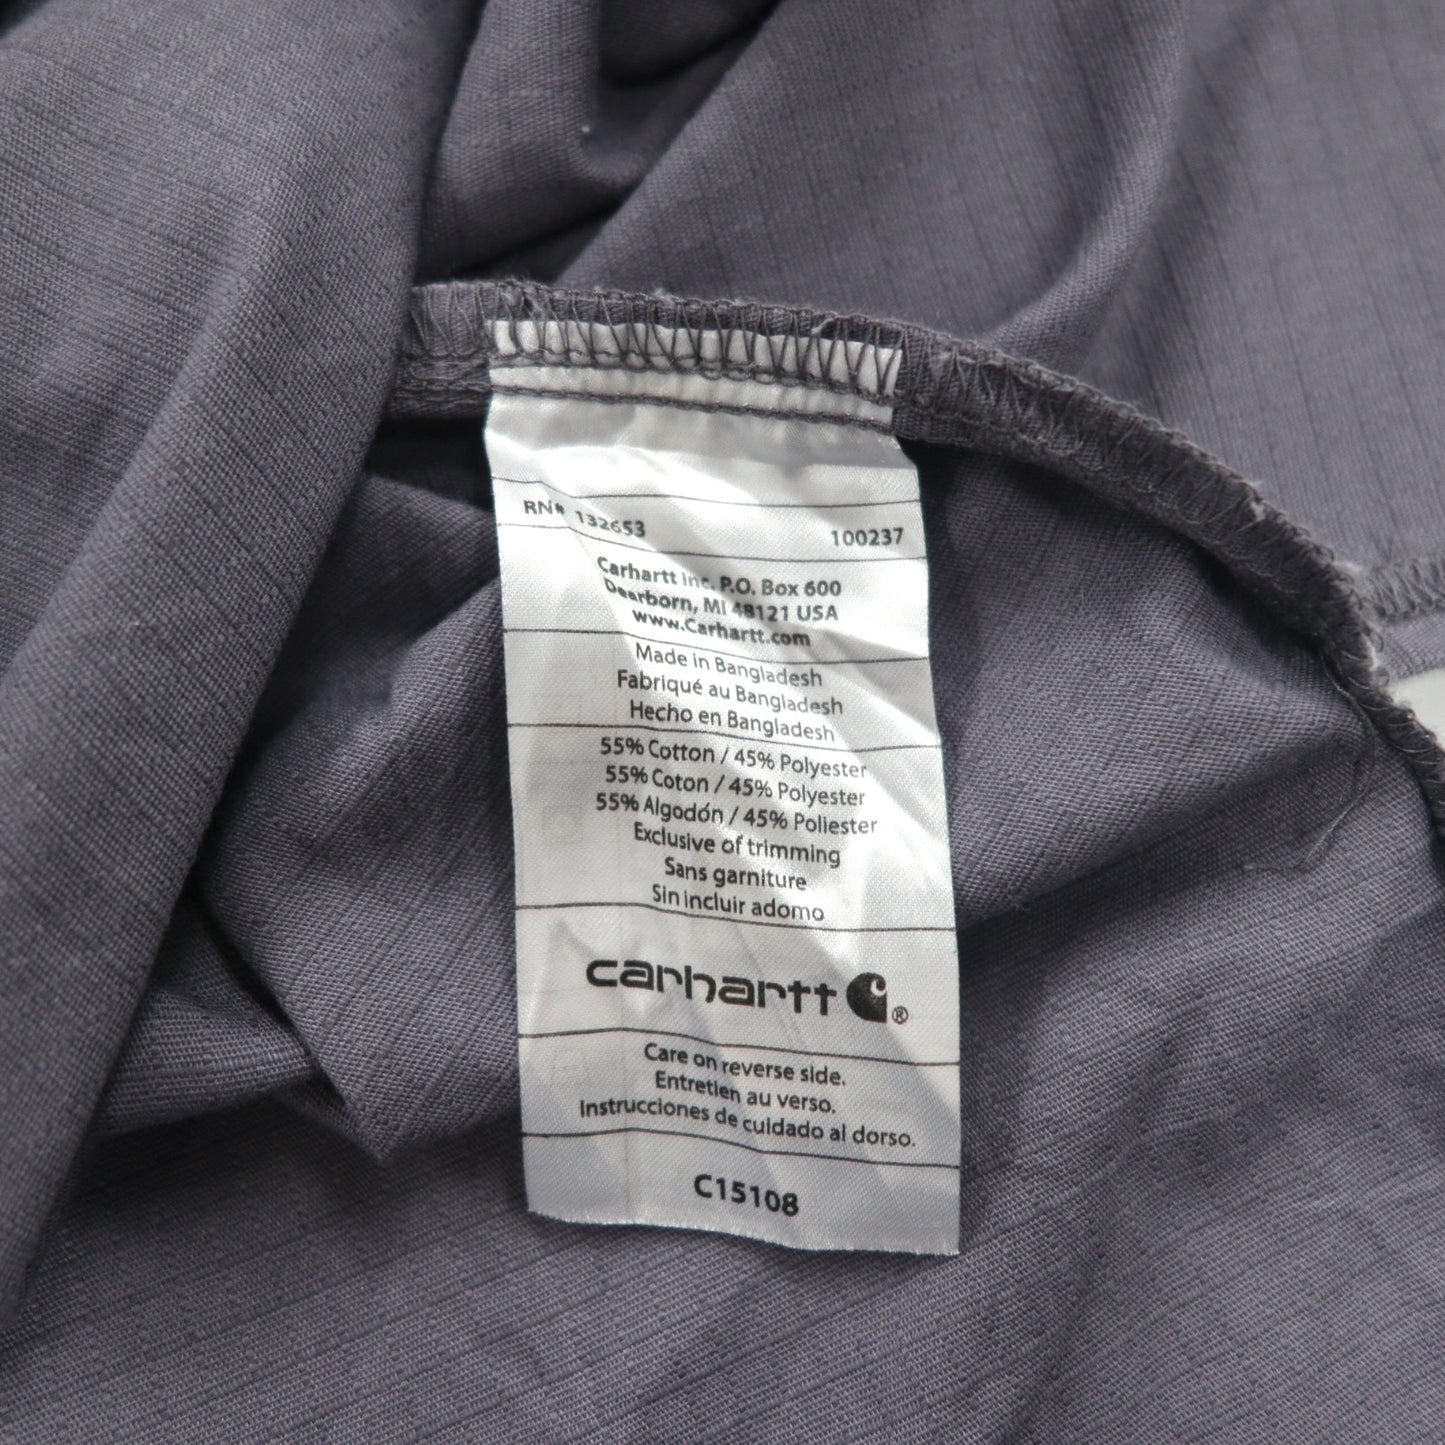 RN# 132653 100237
Carhartt Inc. P.O. Box 600
Dearborn, MI 48121 USA
www.Carhartt.com
Made in Bangladesh
Fabriqué au Bangladesh
Hecho en Bangladesh
55% Cotton / 45% Polyester
55% Coton / 45% Polyester
55% Algodón / 45% Poliester
Exclusive of trimming
Sans garniture
Sin incluir adorno
carhartt ®
Care on reverse side.
Entretien au verso.
Instrucciones de cuidado al dorso.
C15108